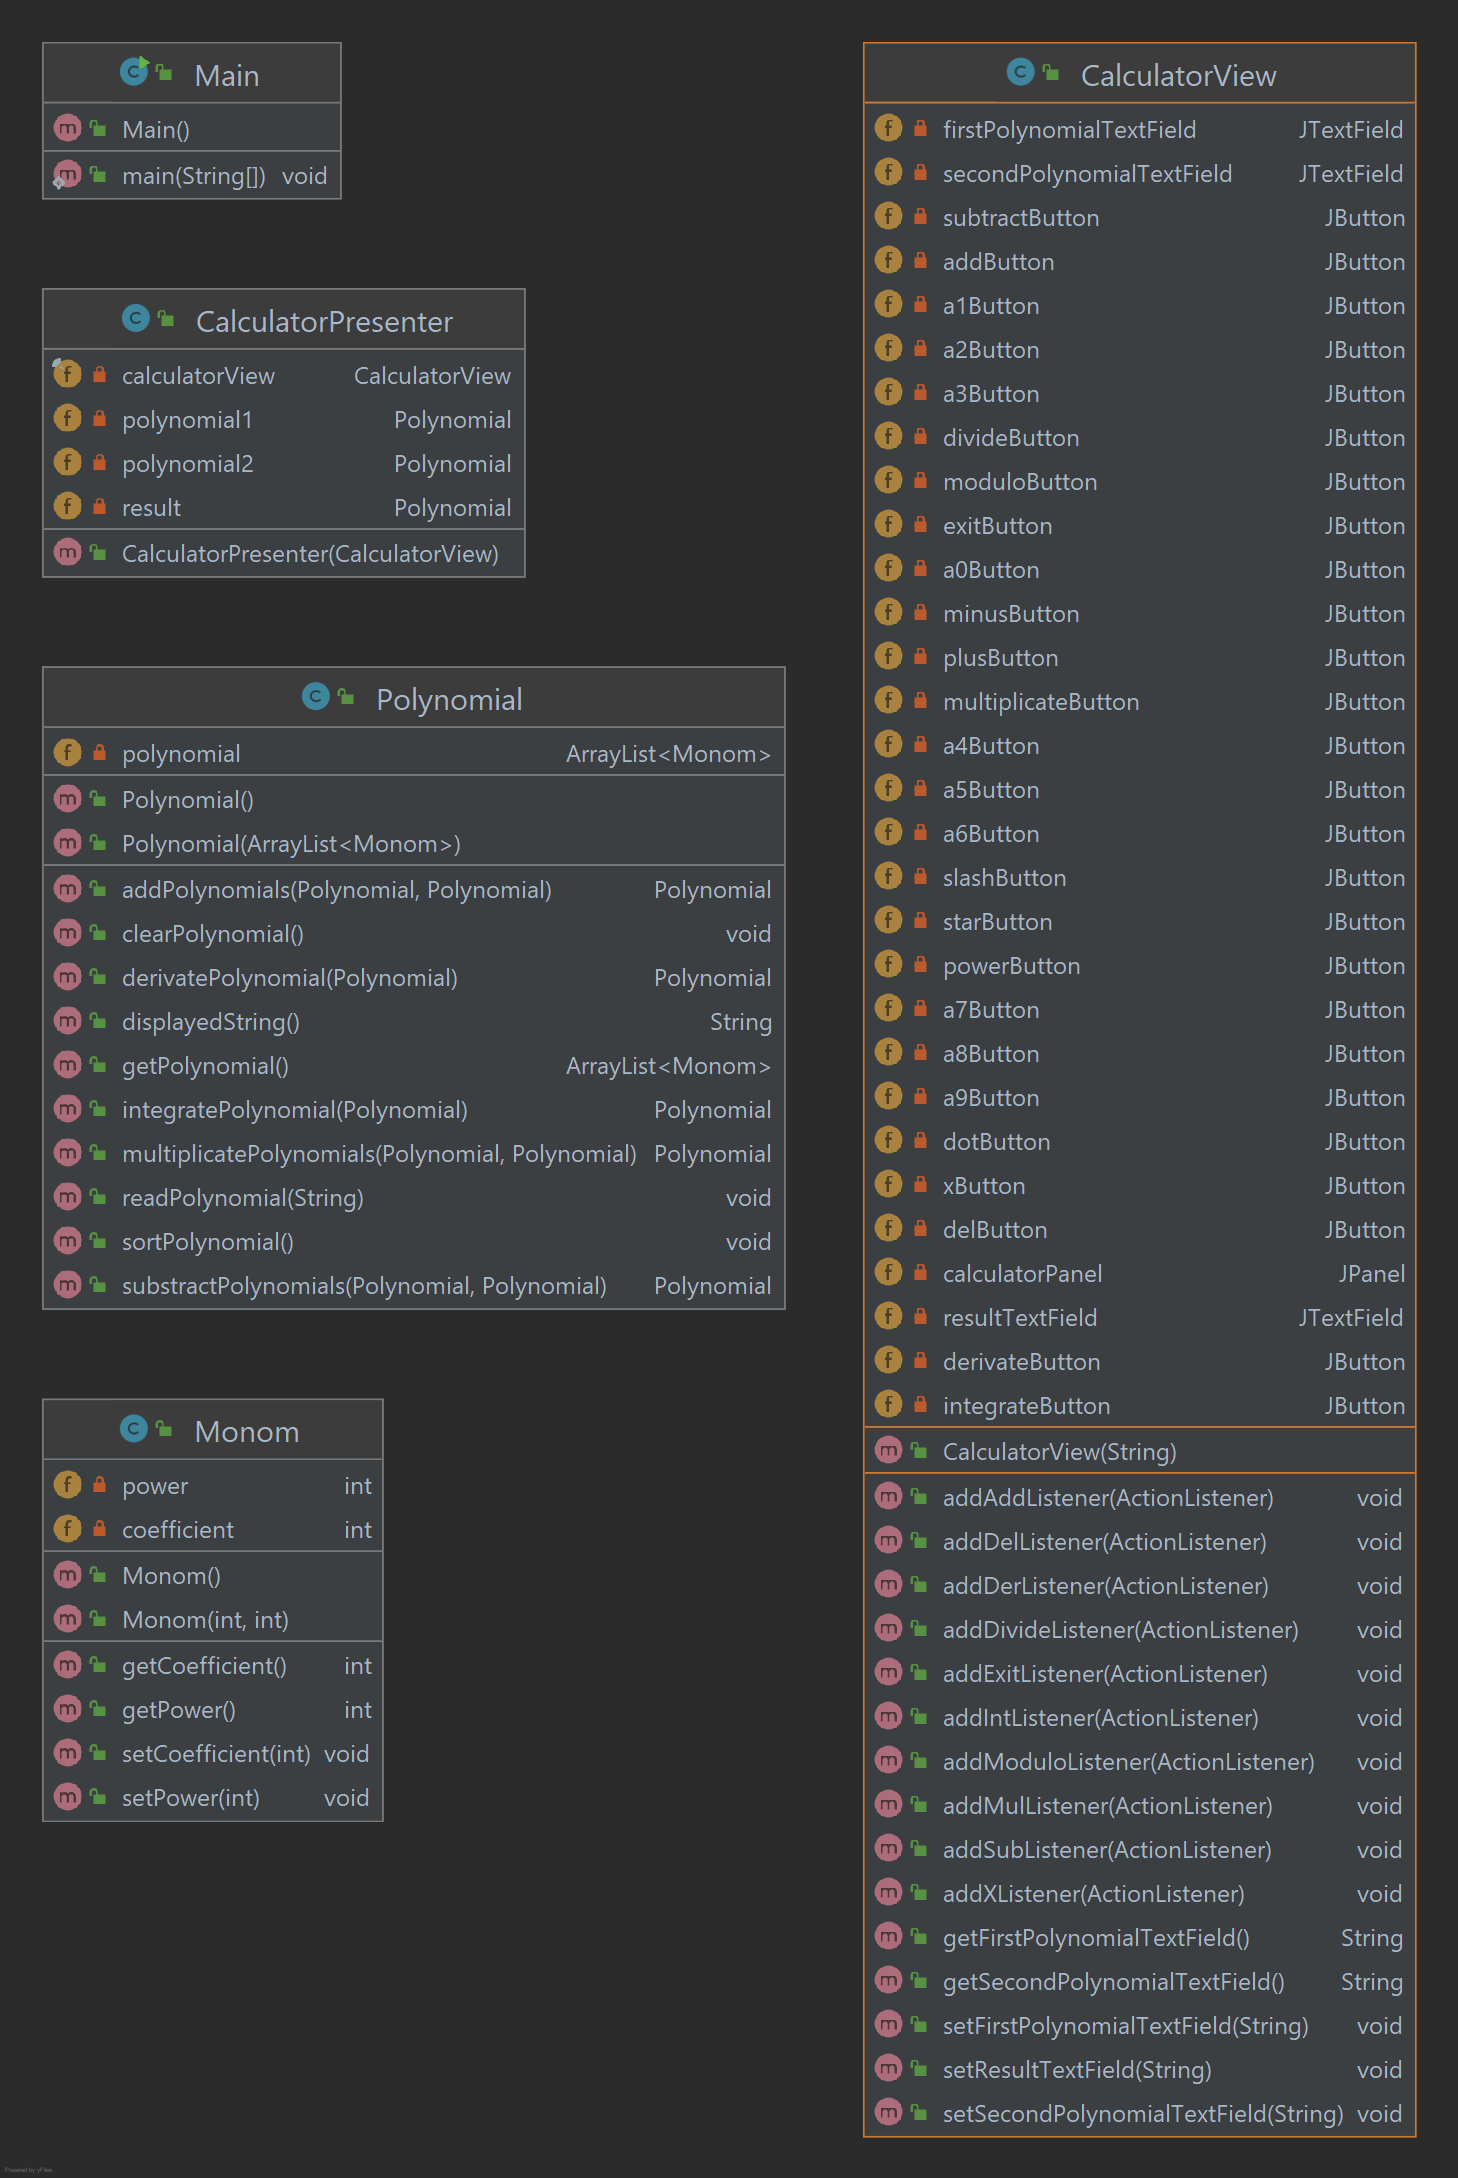 Main
Main()
main(String[]) void
CalculatorPresenter
calculatorView CalculatorView
polynomial1 Polynomial
polynomial2 Polynomial
result Polynomial
CalculatorPresenter(CalculatorView)
Polynomial
polynomial ArrayList<Monom>
Polynomial()
Polynomial(ArrayList<Monom>)
addPolynomials(Polynomial, Polynomial) Polynomial
clearPolynomial() void
derivatePolynomial(Polynomial) Polynomial
displayedString() String
getPolynomial() ArrayList<Monom>
integratePolynomial(Polynomial) Polynomial
multiplicatePolynomials(Polynomial, Polynomial) Polynomial
readPolynomial(String) void
sortPolynomial() void
substractPolynomials(Polynomial, Polynomial) Polynomial
Monom
power int
coefficient int
Monom()
Monom(int, int)
getCoefficient() int
getPower() int
setCoefficient(int) void
setPower(int) void
CalculatorView
firstPolynomialTextField JTextField
secondPolynomialTextField JTextField
subtractButton JButton
addButton JButton
a1Button JButton
a2Button JButton
a3Button JButton
divideButton JButton
moduloButton JButton
exitButton JButton
a0Button JButton
minusButton JButton
plusButton JButton
multiplicateButton JButton
a4Button JButton
a5Button JButton
a6Button JButton
slashButton JButton
starButton JButton
powerButton JButton
a7Button JButton
a8Button JButton
a9Button JButton
dotButton JButton
xButton JButton
delButton JButton
calculatorPanel JPanel
resultTextField JTextField
derivateButton JButton
integrateButton JButton
CalculatorView(String)
addAddListener(ActionListener) void
addDelListener(ActionListener) void
addDerListener(ActionListener) void
addDivideListener(ActionListener) void
addExitListener(ActionListener) void
addIntListener(ActionListener) void
addModuloListener(ActionListener) void
addMulListener(ActionListener) void
addSubListener(ActionListener) void
addXListener(ActionListener) void
getFirstPolynomialTextField() String
getSecondPolynomialTextField() String
setFirstPolynomialTextField(String) void
setResultTextField(String) void
setSecondPolynomialTextField(String) void
Powered by yFiles